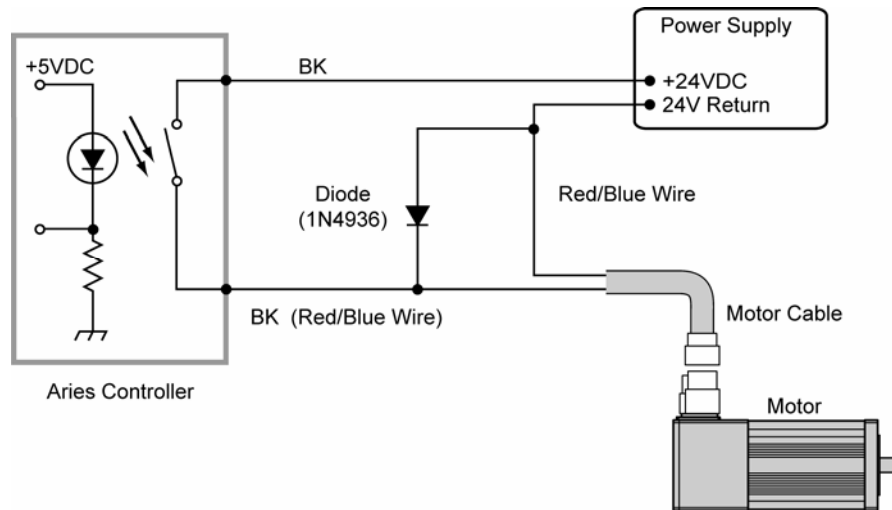 Power Supply
+5VDC
BK
+24VDC
24V Return
Diode
(1N4936)
Red/Blue Wire
BK (Red/Blue Wire)
Motor Cable
Aries Controller
Motor